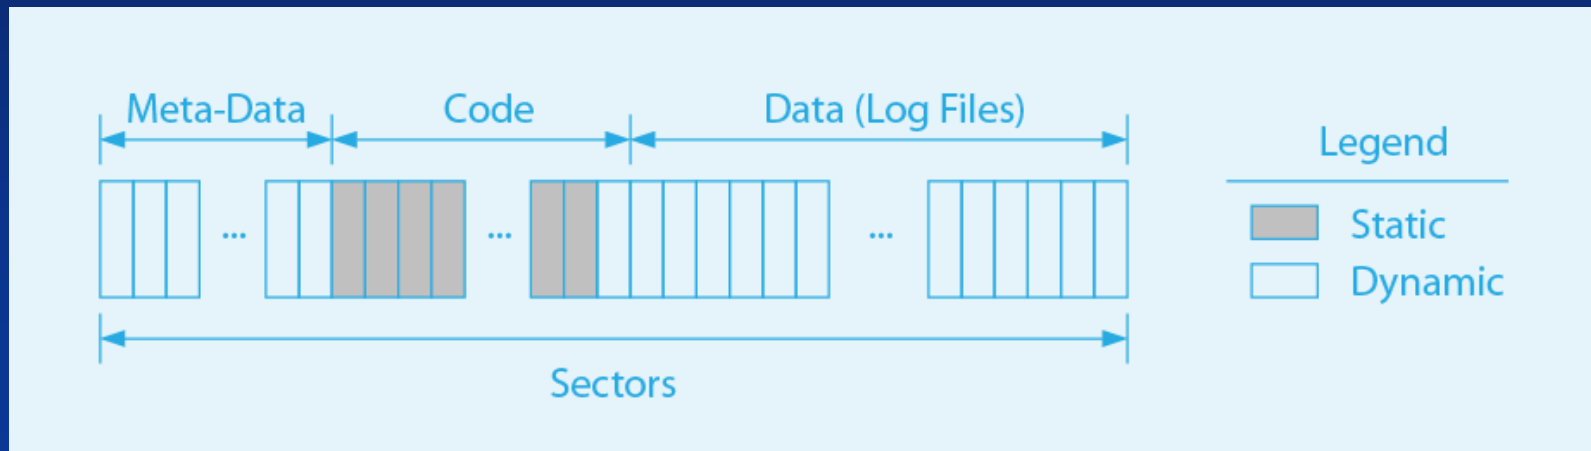 Meta-Data
Code
Data (Log Files)
Legend
...
...
...
Static
Dynamic
Sectors